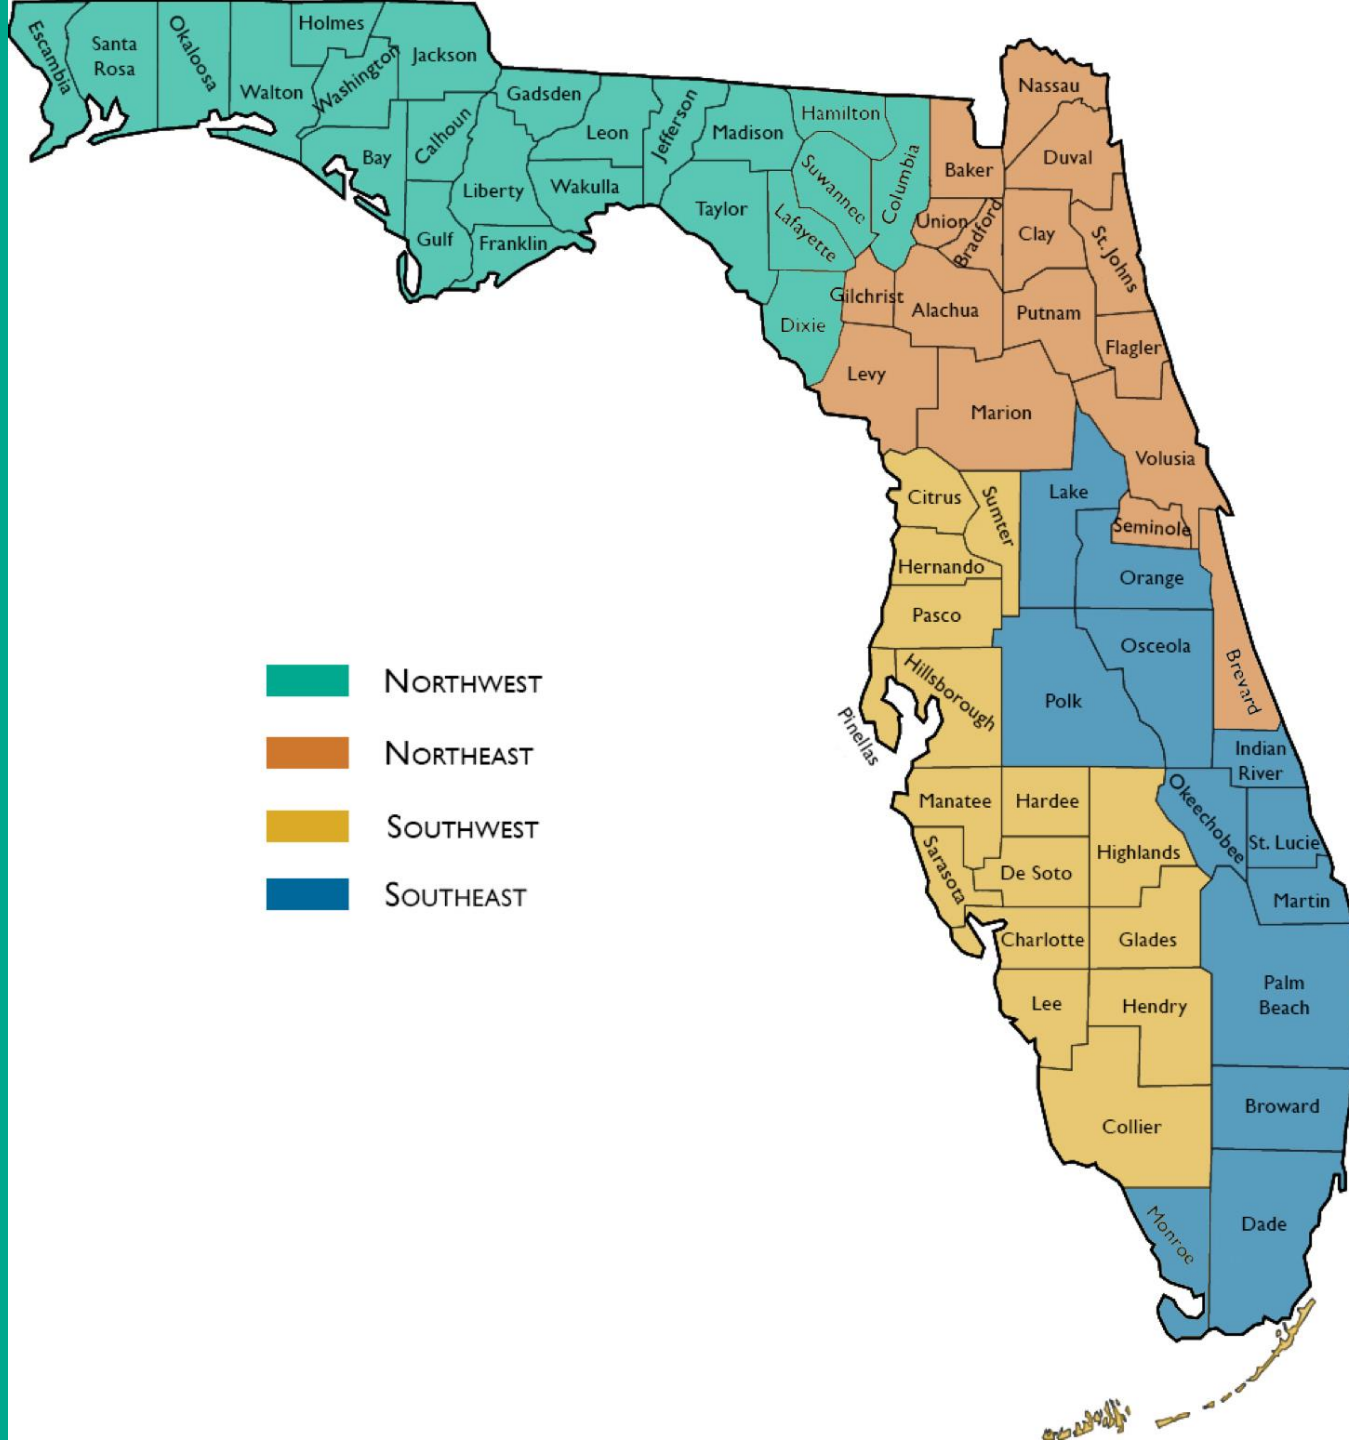 Escambia
Santa
Rosa
Okaloosa
Walton
Holmes
Washington
Jackson
Bay
Calhoun
Gulf
Liberty
Gadsden
Franklin
Leon
Wakulla
Jefferson
Madison
Taylor
Hamilton
Suwannee
Lafayette
Columbia
Dixie
Nassau
Duval
Baker
Union
Bradford
Clay
St. Johns
Gilchrist
Alachua
Putnam
Flagler
Levy
Marion
Volusia
Citrus
Sumter
Lake
Seminole
Hernando
Orange
Pasco
Osceola
Brevard
Hillsborough
Pinellas
Polk
Indian
River
Manatee
Hardee
Highlands
Okeechobee
St. Lucie
Sarasota
De Soto
Martin
Charlotte
Glades
Lee
Hendry
Palm
Beach
Broward
Collier
Monroe
Dade
NORTHWEST
NORTHEAST
SOUTHWEST
SOUTHEAST